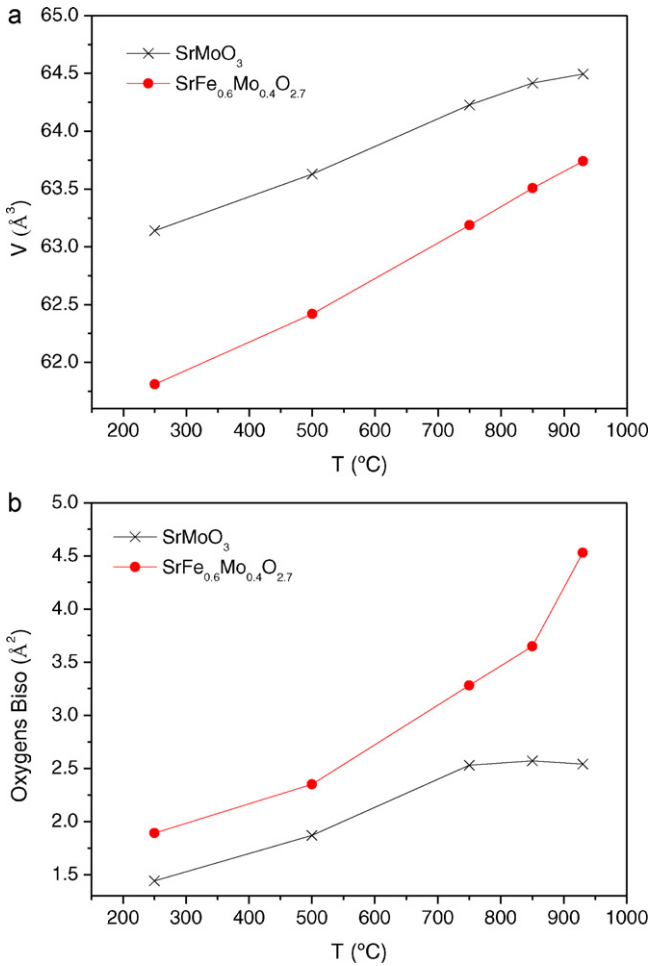 a
65.0
64.5
64.0
63.5
63.0
62.5
62.0
V (Å³)
SrMoO₃
SrFe₀.₆Mo₀.₄O₂.₇
200 300 400 500 600 700 800 900 1000
T (ºC)
b
5.0
4.5
4.0
3.5
3.0
2.5
2.0
1.5
Oxygens Biso (Å²)
SrMoO₃
SrFe₀.₆Mo₀.₄O₂.₇
200 300 400 500 600 700 800 900 1000
T (ºC)